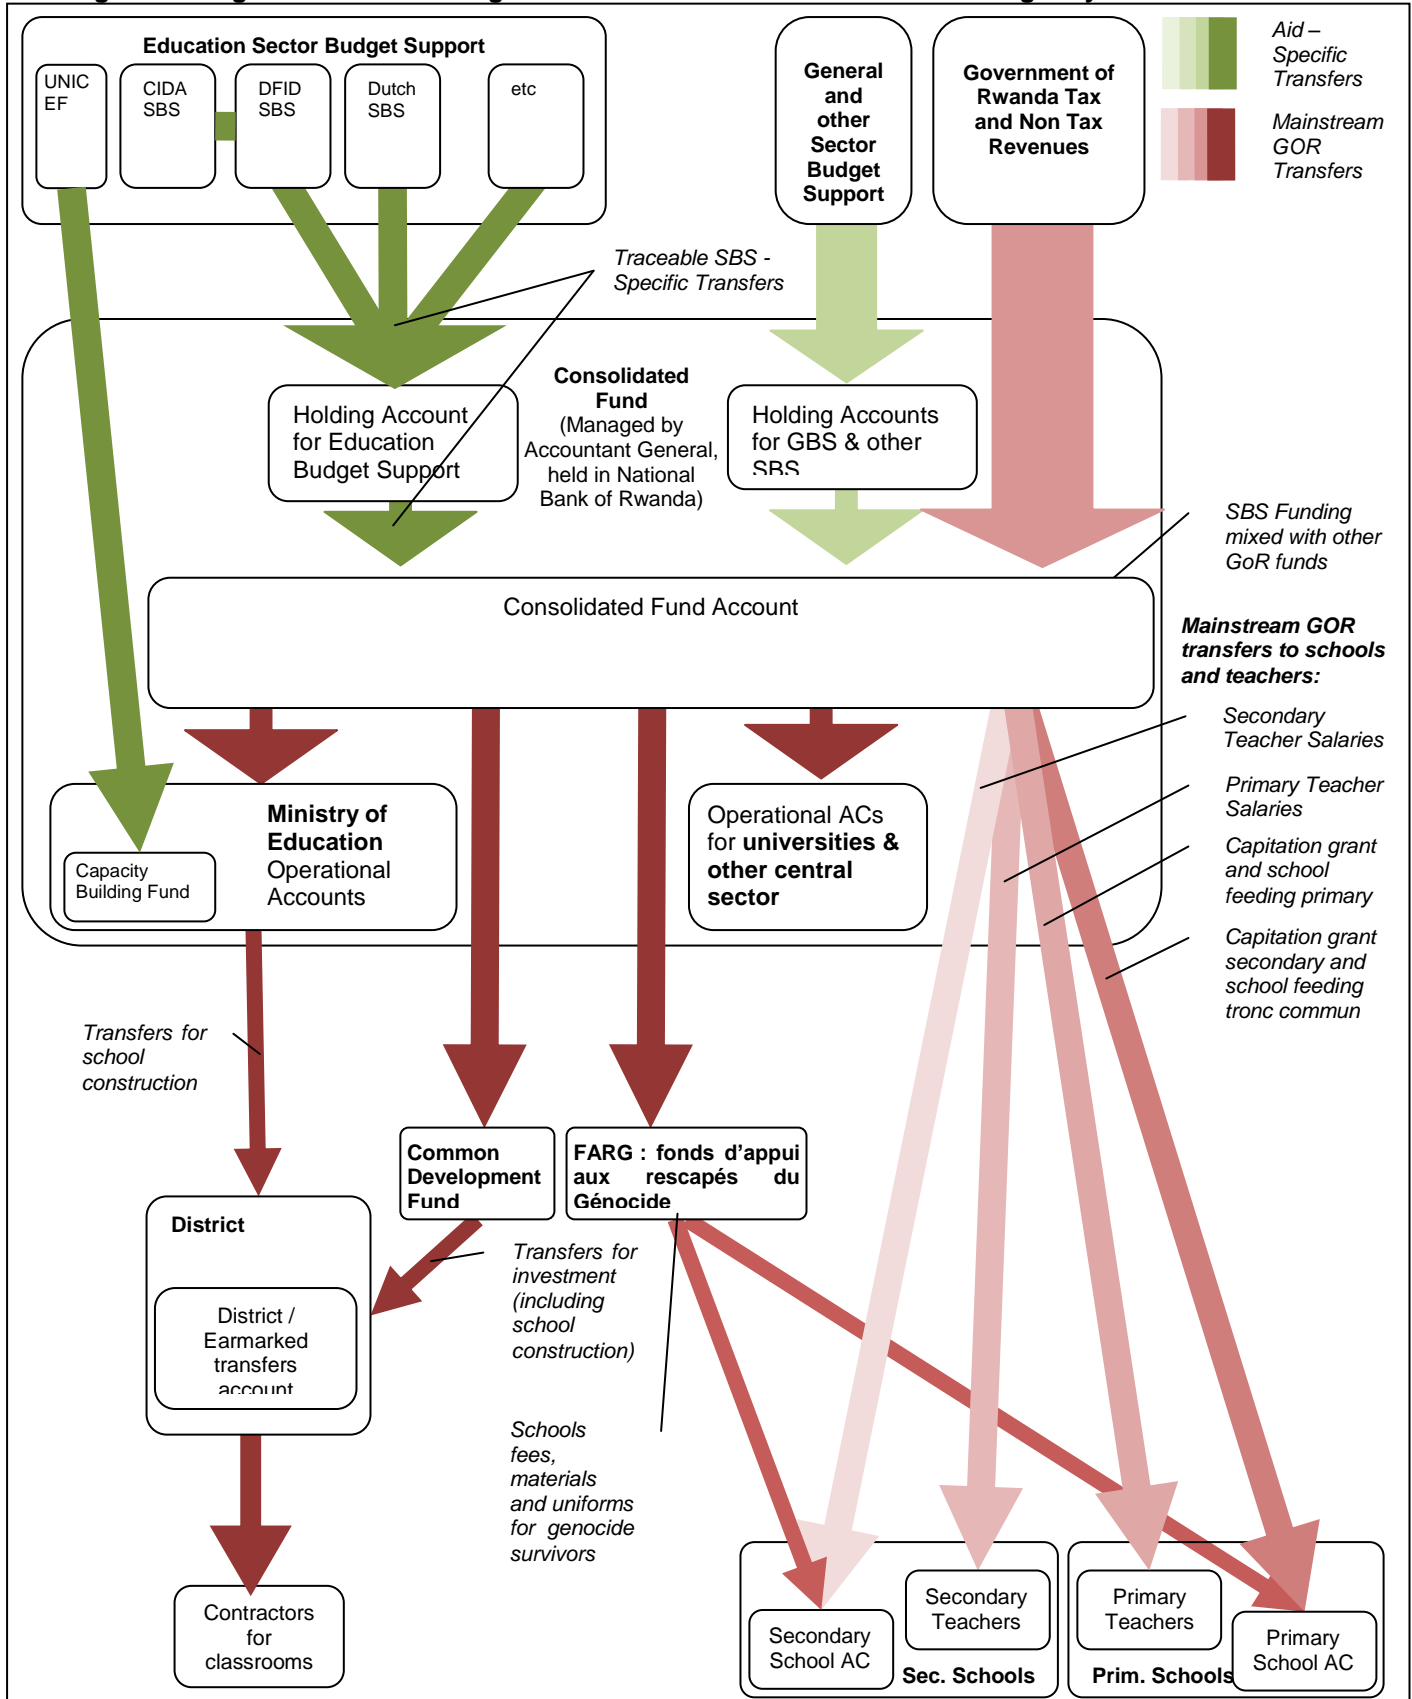 Education Sector Budget Support
UNIC
EF
CIDA
SBS
DFID
SBS
Dutch
SBS
etc
General
and
other
Sector
Budget
Support
Government of
Rwanda Tax
and Non Tax
Revenues
Aid –
Specific
Transfers
Mainstream
GOR
Transfers
Traceable SBS -
Specific Transfers
Holding Account
for Education
Budget Support
Consolidated
Fund
(Managed by
Accountant General,
held in National
Bank of Rwanda)
Holding Accounts
for GBS & other
SBS
SBS Funding
mixed with other
GoR funds
Consolidated Fund Account
Mainstream GOR
transfers to schools
and teachers:
Secondary
Teacher Salaries
Primary Teacher
Salaries
Capitation grant
and school
feeding primary
Capitation grant
secondary and
school feeding
tronc commun
Ministry of
Education
Operational
Accounts
Capacity
Building Fund
Operational ACs
for universities &
other central
sector
Transfers for
school
construction
Common
Development
Fund
FARG : fonds d'appui
aux rescapés du
Génocide
District
District /
Earmarked
transfers
account
Transfers for
investment
(including
school
construction)
Schools
fees,
materials
and uniforms
for genocide
survivors
Contractors
for
classrooms
Secondary
School AC
Secondary
Teachers
Sec. Schools
Primary
Teachers
Prim. Schools
Primary
School AC